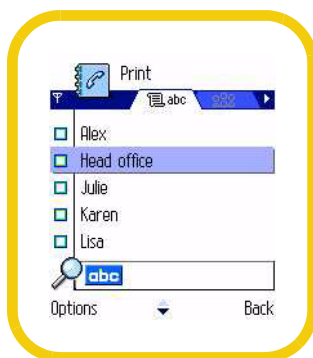 Print
abc
Alex
Head office
Julie
Karen
Lisa
abc
Options Back